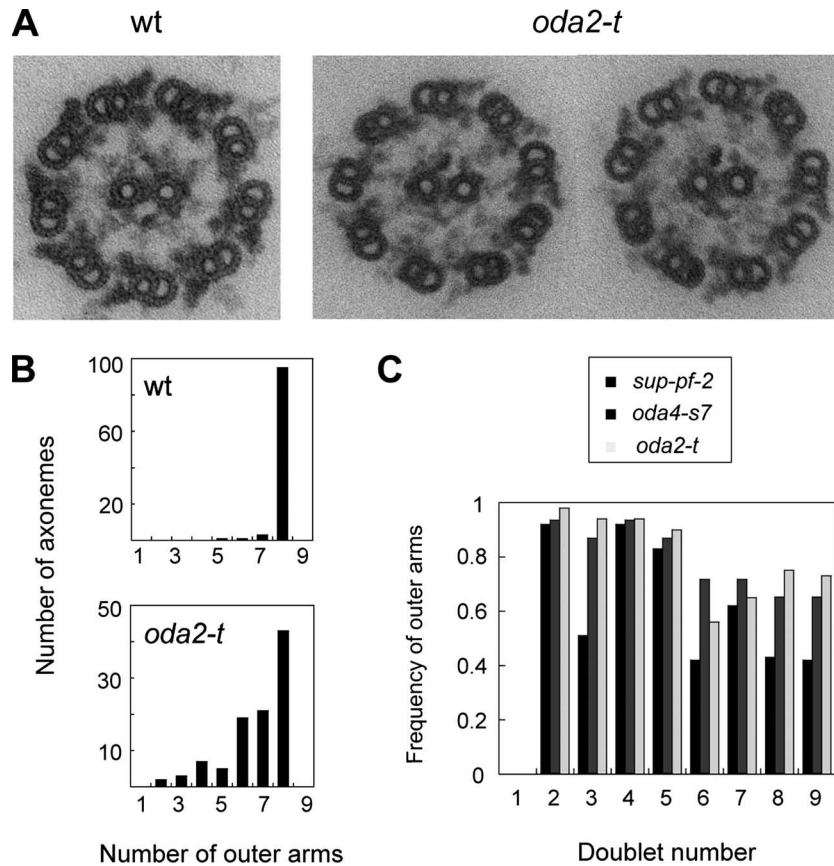 A wt oda2-t
B
wt
100
80
60
40
20
1 3 5 7 9
oda2-t
50
30
10
1 3 5 7 9
Number of axonemes
Number of outer arms
C
sup-pf-2
oda4-s7
oda2-t
1
0.8
0.6
0.4
0.2
0
Frequency of outer arms
1 2 3 4 5 6 7 8 9
Doublet number